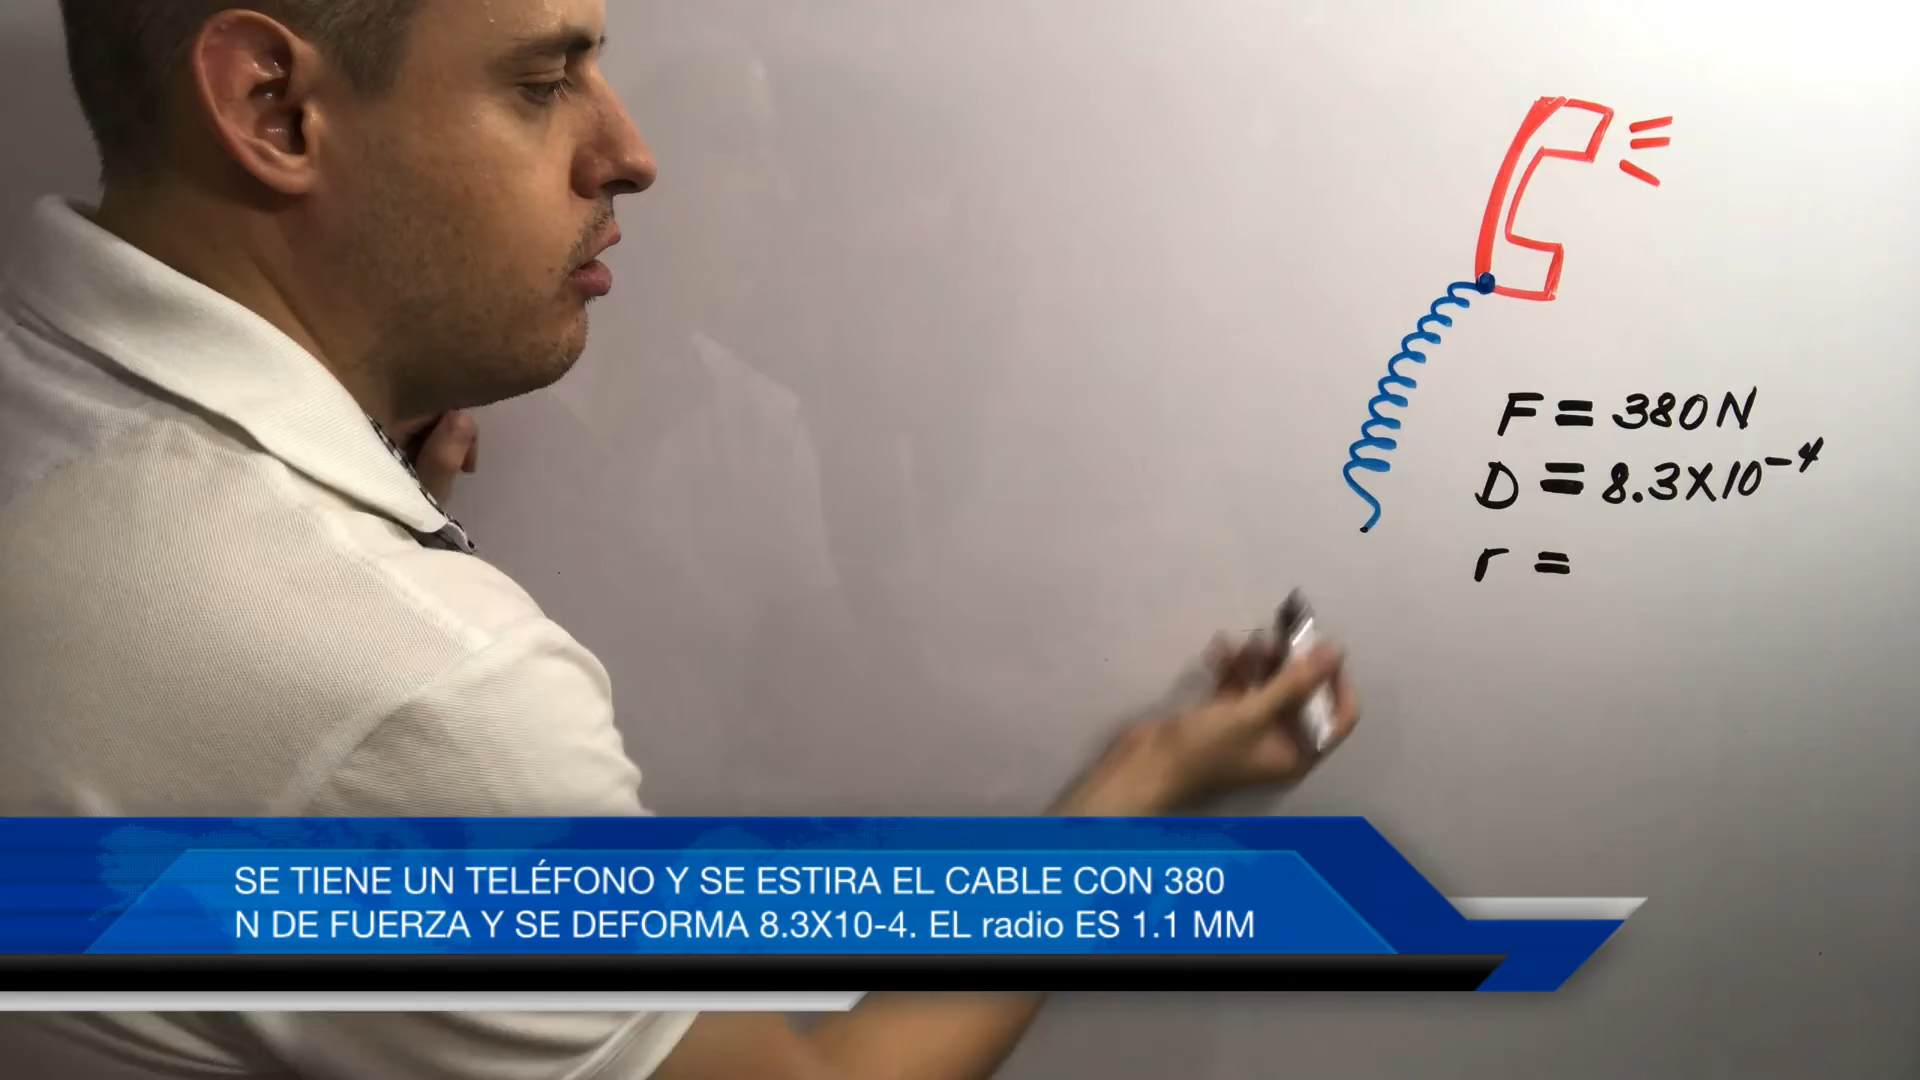 F = 380N
D = 8.3X10⁻⁴
r =
SE TIENE UN TELÉFONO Y SE ESTIRA EL CABLE CON 380
N DE FUERZA Y SE DEFORMA 8.3X10-4. EL radio ES 1.1 MM